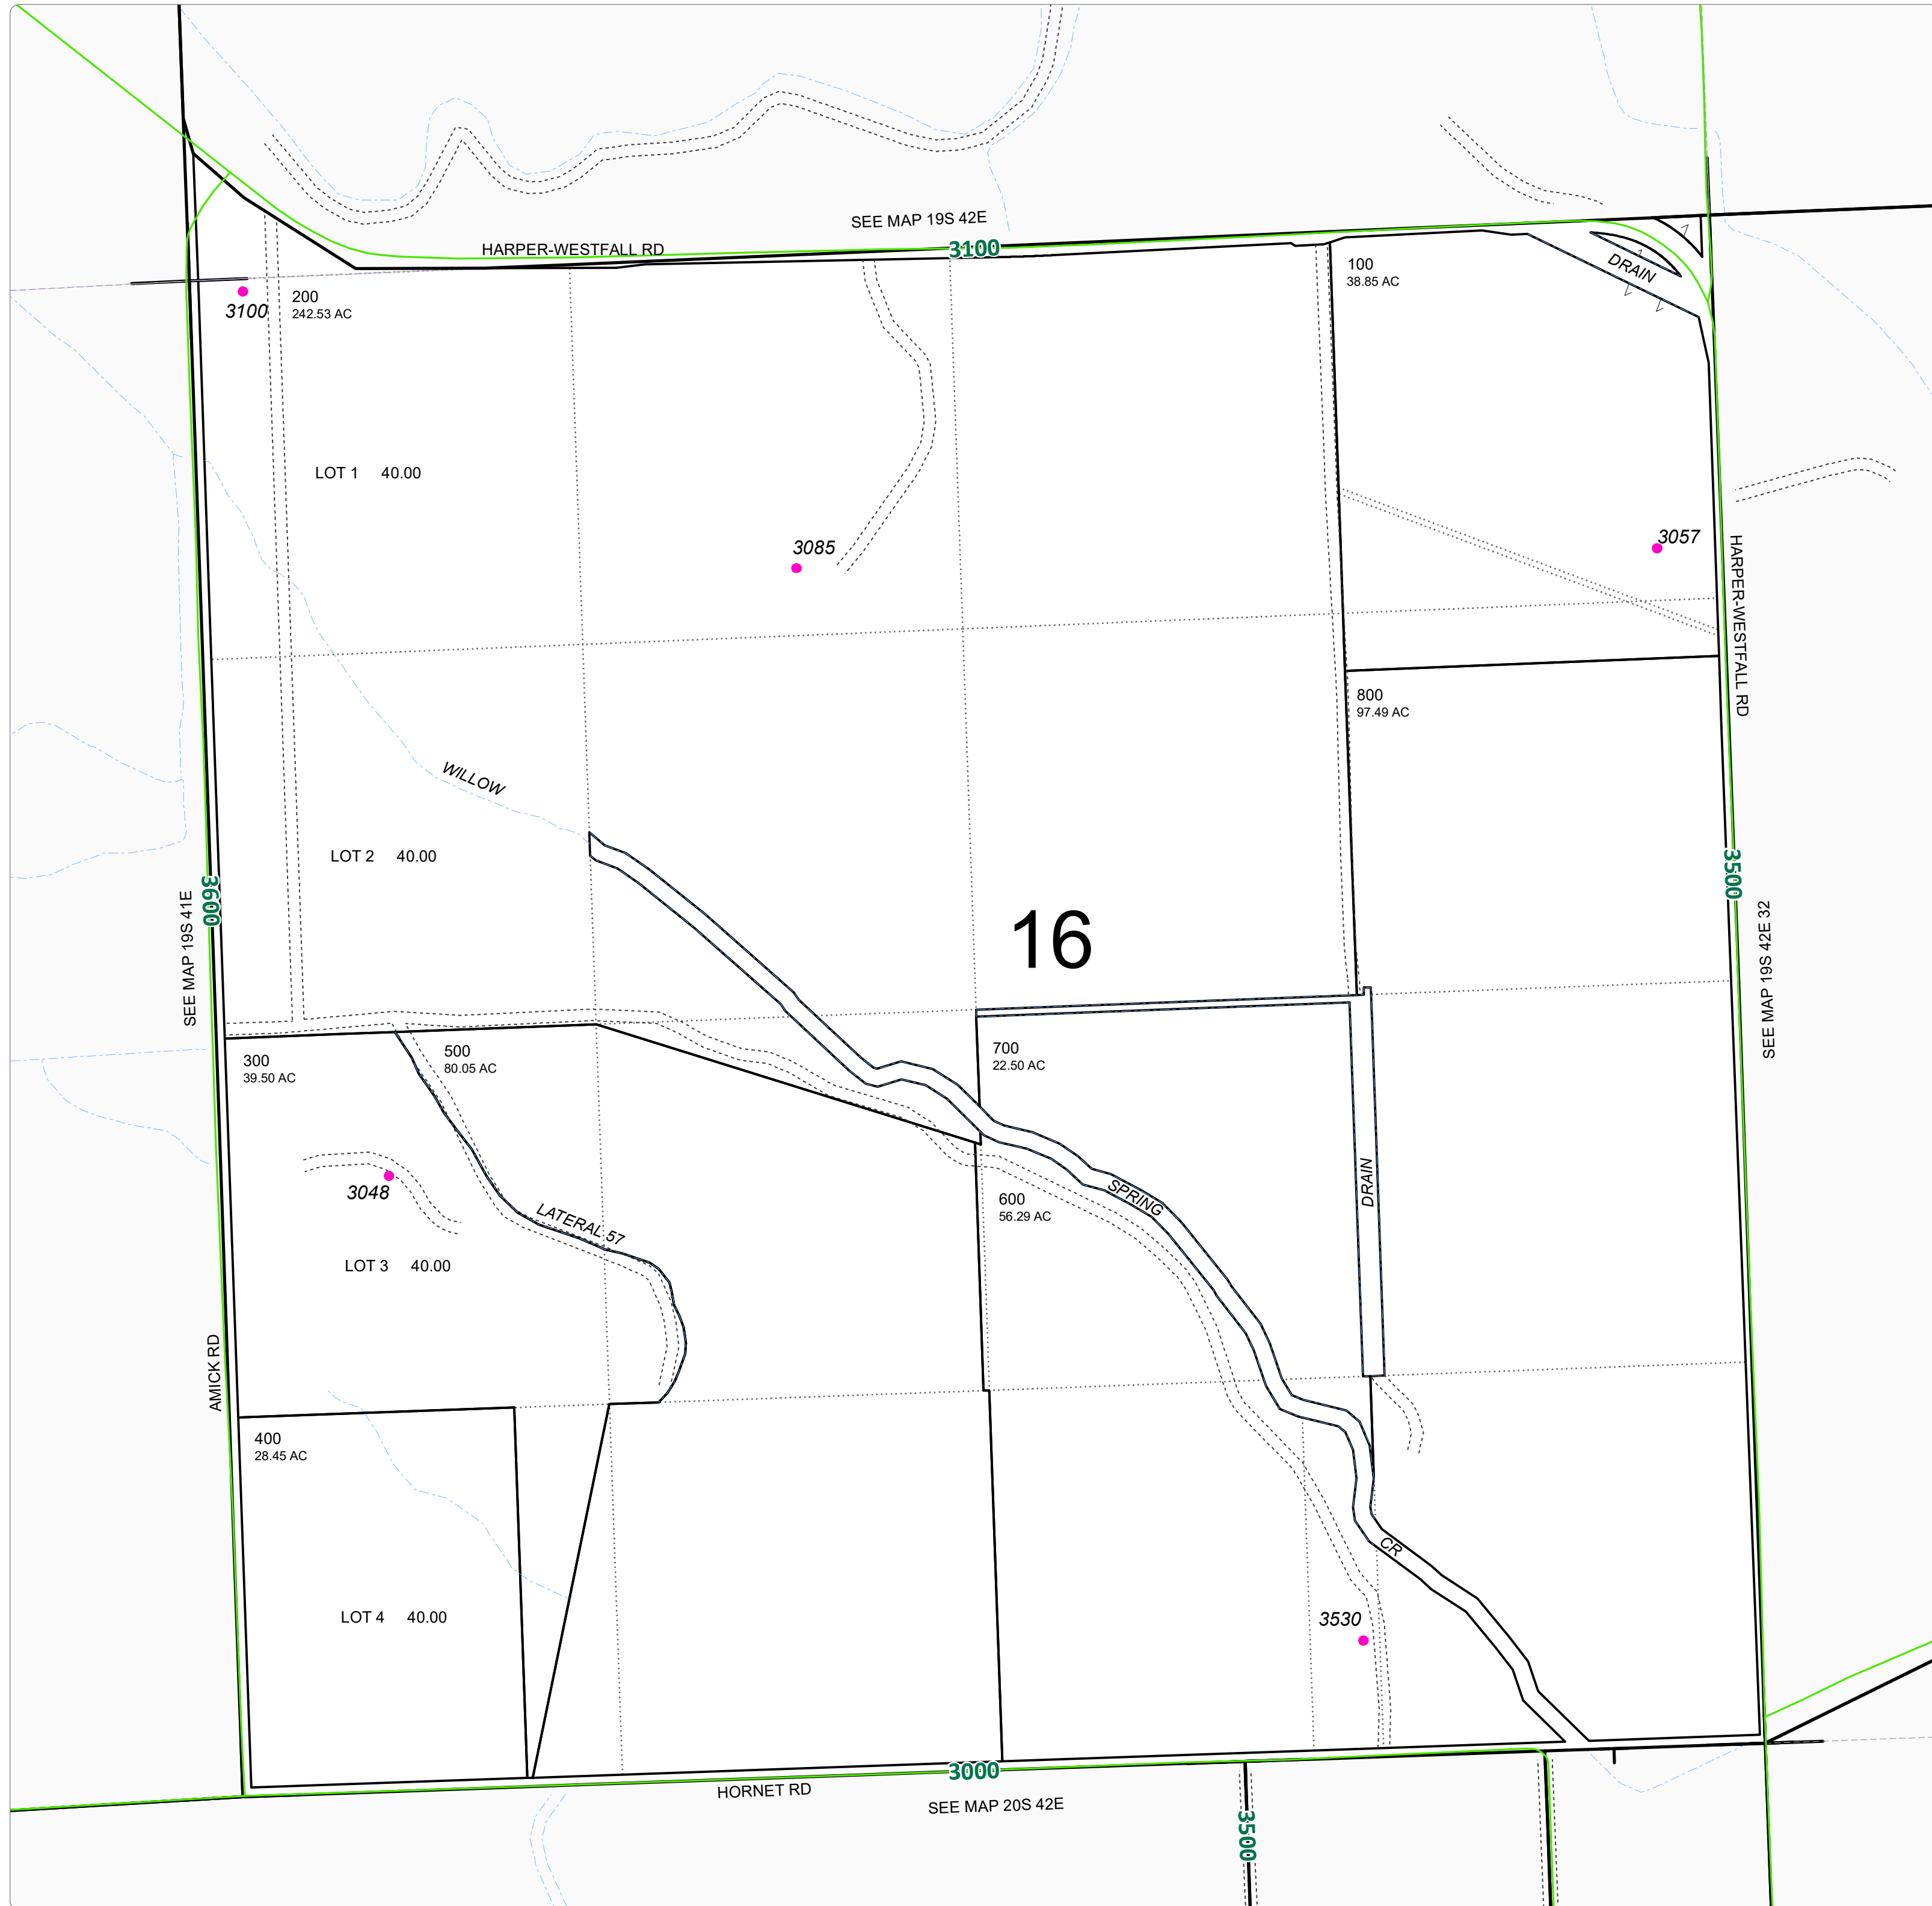 SEE MAP 19S 42E
HARPER-WESTFALL RD
3100
100
38.85 AC
DRAIN
3100
200
242.53 AC
LOT 1 40.00
3085
3057
HARPER-WESTFALL RD
800
97.49 AC
WILLOW
LOT 2 40.00
3600
SEE MAP 19S 41E
16
3500
SEE MAP 19S 42E 32
300
39.50 AC
500
80.05 AC
700
22.50 AC
3048
LATERAL 57
600
56.29 AC
SPRING
DRAIN
LOT 3 40.00
AMICK RD
400
28.45 AC
CR
LOT 4 40.00
3530
HORNET RD
3000
SEE MAP 20S 42E
3500